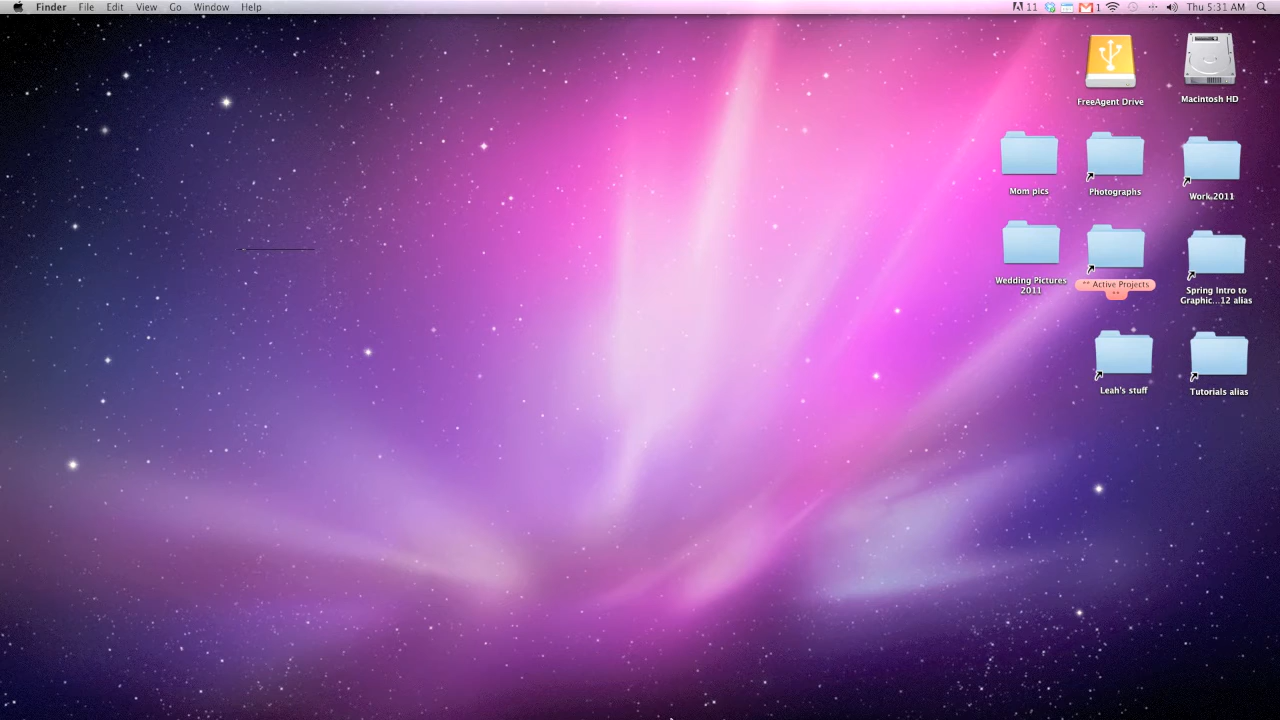 Finder File Edit View Go Window Help
11 1 Thu 5:31 AM
FreeAgent Drive
Macintosh HD
Mom pics
Photographs
Work 2011
Wedding Pictures
2011
** Active Projects
**
Spring Intro to
Graphic...12 alias
Leah's stuff
Tutorials alias